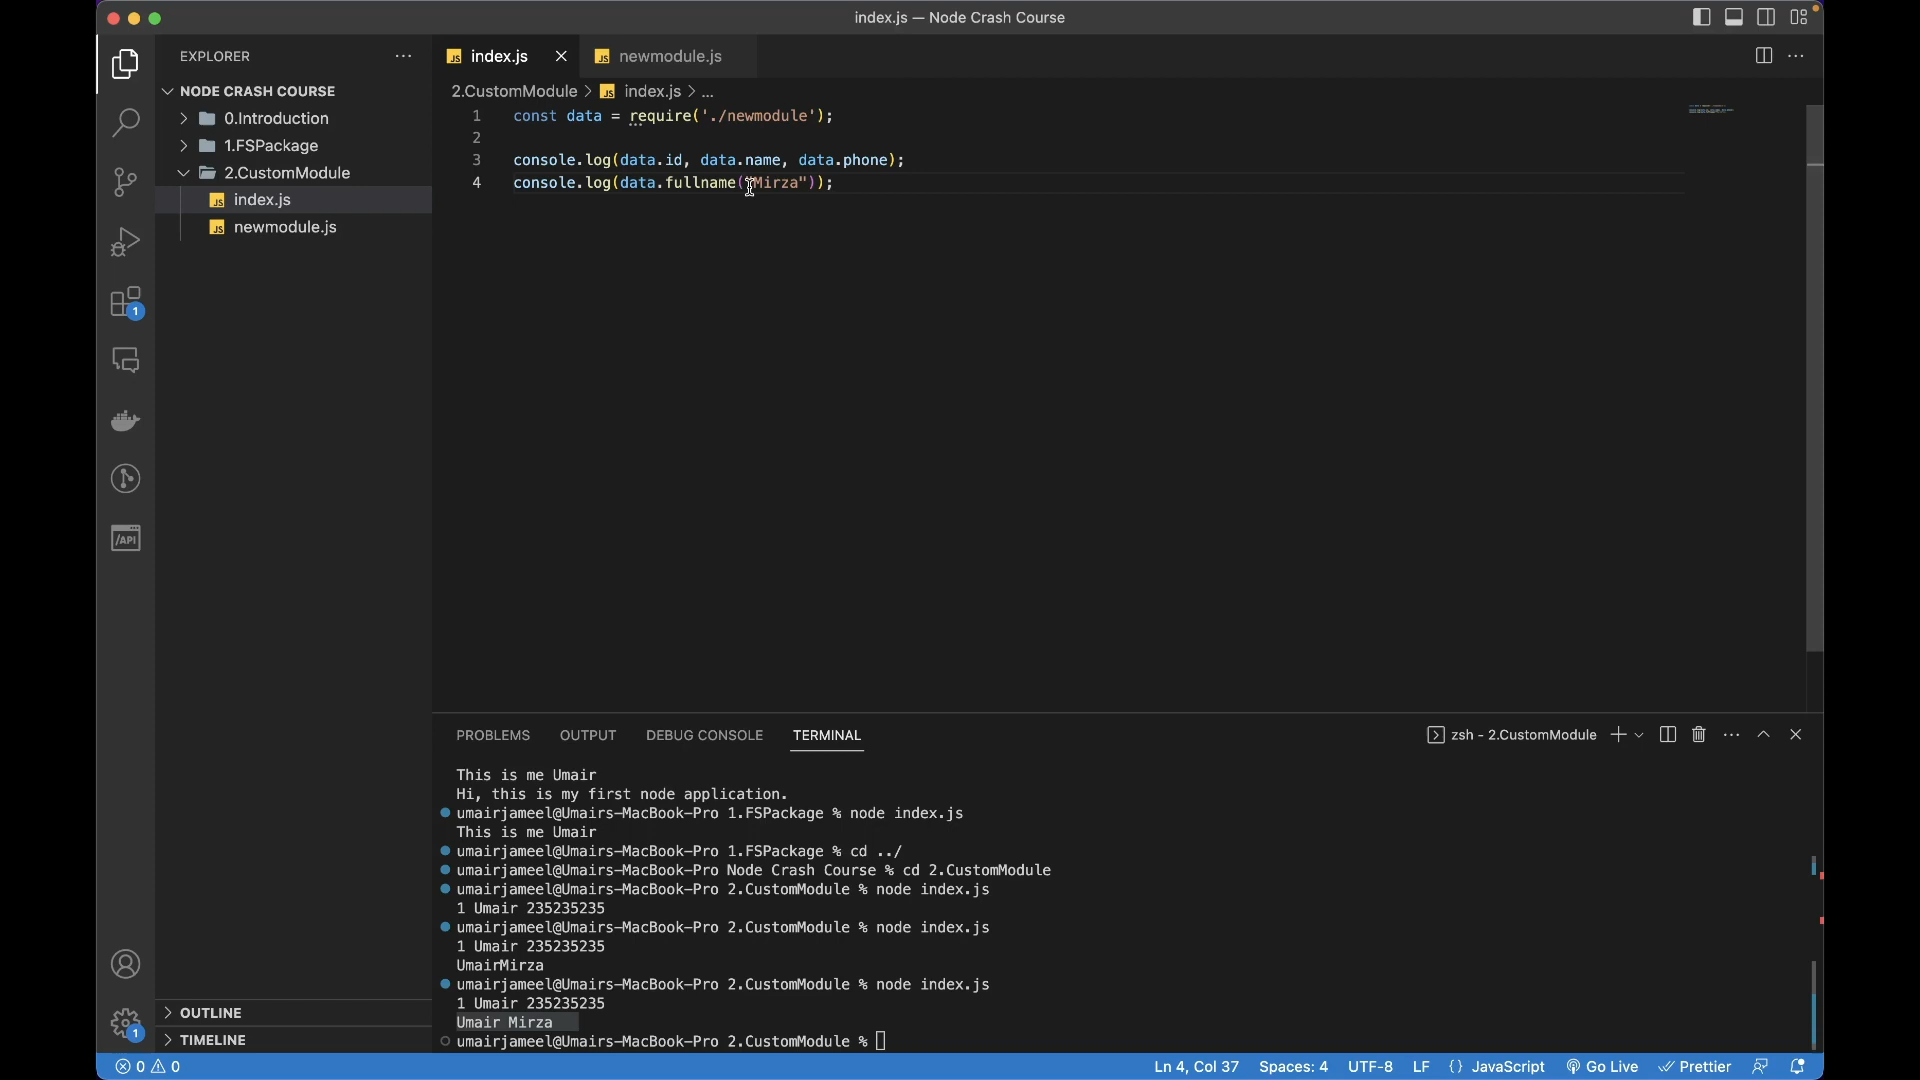 index.js — Node Crash Course
EXPLORER
NODE CRASH COURSE
0.Introduction
1.FSPackage
2.CustomModule
JS index.js
JS newmodule.js
JS index.js
JS newmodule.js
2.CustomModule > JS index.js > ...
1 const data = require('./newmodule');
2
3 console.log(data.id, data.name, data.phone);
4 console.log(data.fullname("Mirza"));
1
/API
1
OUTLINE
TIMELINE
PROBLEMS OUTPUT DEBUG CONSOLE TERMINAL
zsh - 2.CustomModule
This is me Umair
Hi, this is my first node application.
umairjameel@Umairs-MacBook-Pro 1.FSPackage % node index.js
This is me Umair
umairjameel@Umairs-MacBook-Pro 1.FSPackage % cd ../
umairjameel@Umairs-MacBook-Pro Node Crash Course % cd 2.CustomModule
umairjameel@Umairs-MacBook-Pro 2.CustomModule % node index.js
1 Umair 235235235
umairjameel@Umairs-MacBook-Pro 2.CustomModule % node index.js
1 Umair 235235235
UmairMirza
umairjameel@Umairs-MacBook-Pro 2.CustomModule % node index.js
1 Umair 235235235
Umair Mirza
umairjameel@Umairs-MacBook-Pro 2.CustomModule %
0 0
Ln 4, Col 37 Spaces: 4 UTF-8 LF {} JavaScript Go Live Prettier